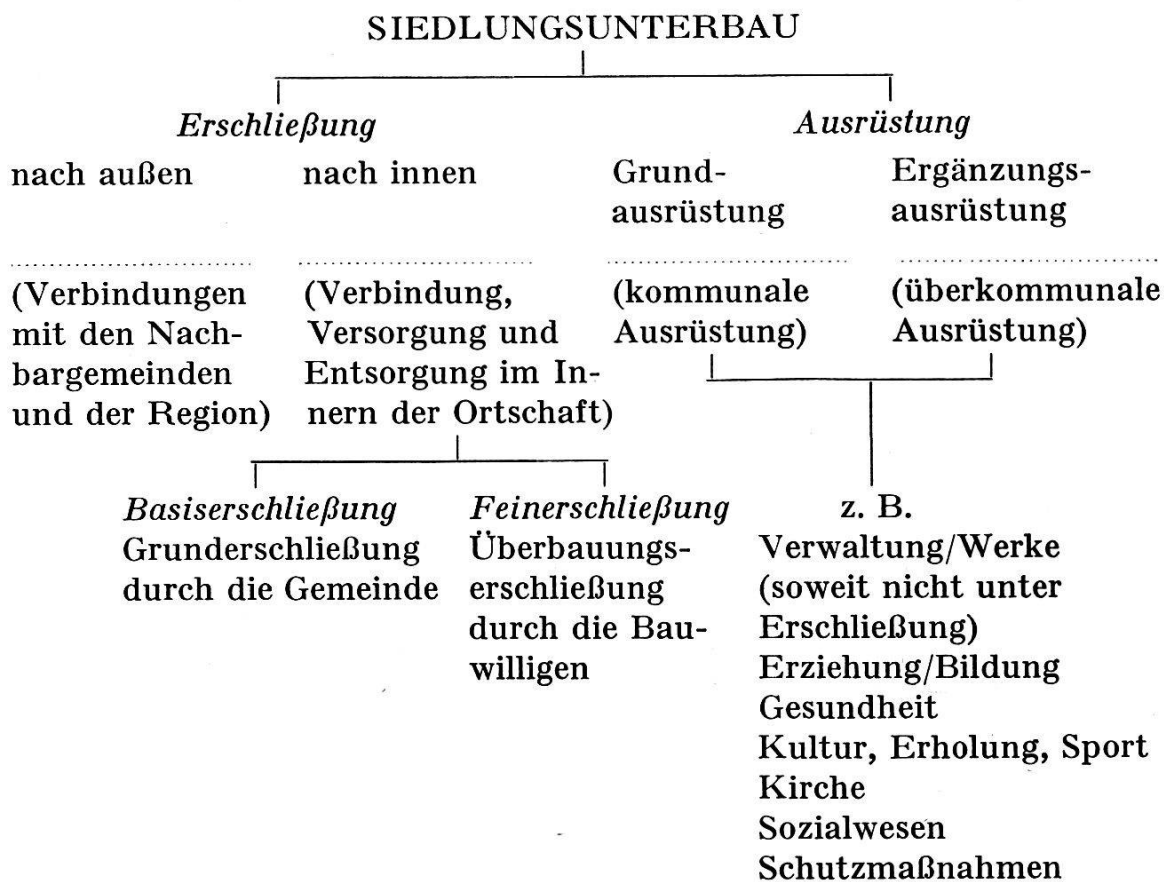 SIEDLUNGSUNTERBAU
Erschließung
Ausrüstung
nach außen
nach innen
Grund-
ausrüstung
Ergänzungs-
ausrüstung
(Verbindungen
mit den Nach-
bargemeinden
und der Region)
(Verbindung,
Versorgung und
Entsorgung im In-
nern der Ortschaft)
(kommunale
Ausrüstung)
(überkommunale
Ausrüstung)
Basiserschließung
Grunderschließung
durch die Gemeinde
Feinerschließung
Überbauungs-
erschließung
durch die Bau-
willigen
z. B.
Verwaltung/Werke
(soweit nicht unter
Erschließung)
Erziehung/Bildung
Gesundheit
Kultur, Erholung, Sport
Kirche
Sozialwesen
Schutzmaßnahmen